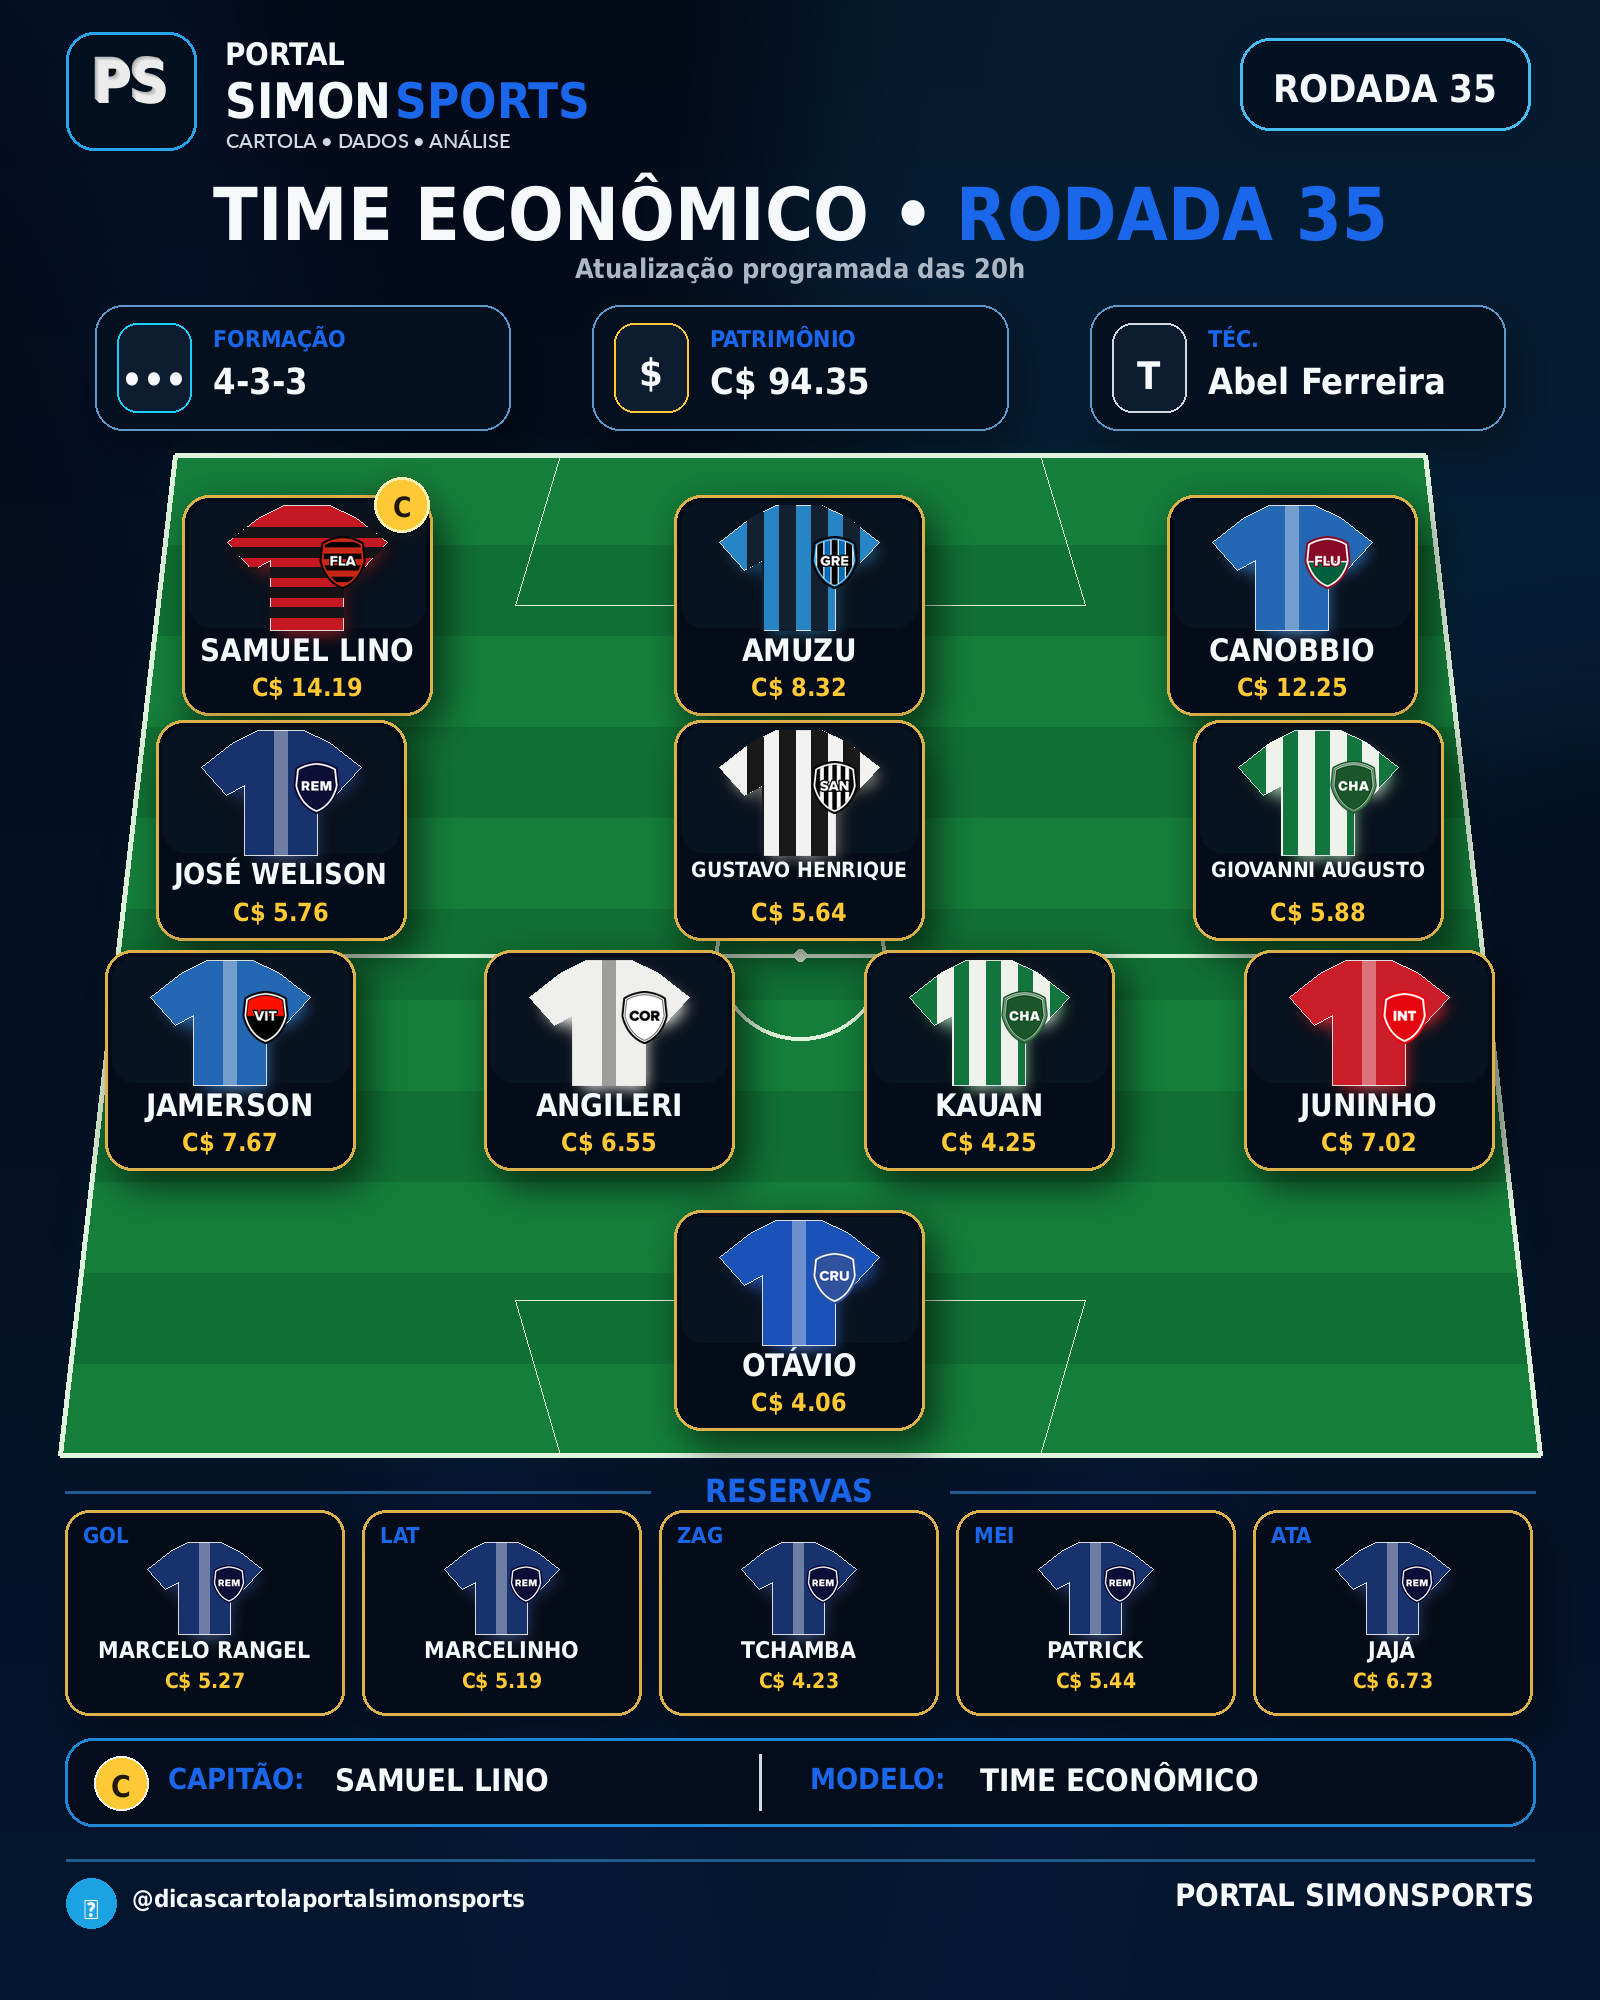 PS
PORTAL
SIMONSPORTS
CARTOLA • DADOS • ANÁLISE
RODADA 35
TIME ECONÔMICO • RODADA 35
Atualização programada das 20h
FORMAÇÃO
4-3-3
$
PATRIMÔNIO
C$ 94.35
T
TÉC.
Abel Ferreira
C
FLA
SAMUEL LINO
C$ 14.19
GRE
AMUZU
C$ 8.32
FLU
CANOBBIO
C$ 12.25
REM
JOSÉ WELISON
C$ 5.76
SAN
GUSTAVO HENRIQUE
C$ 5.64
CHA
GIOVANNI AUGUSTO
C$ 5.88
VIT
JAMERSON
C$ 7.67
COR
ANGILERI
C$ 6.55
CHA
KAUAN
C$ 4.25
INT
JUNINHO
C$ 7.02
CRU
OTÁVIO
C$ 4.06
RESERVAS
GOL
REM
MARCELO RANGEL
C$ 5.27
LAT
REM
MARCELINHO
C$ 5.19
ZAG
REM
TCHAMBA
C$ 4.23
MEI
REM
PATRICK
C$ 5.44
ATA
REM
JAJÁ
C$ 6.73
C CAPITÃO: SAMUEL LINO
MODELO: TIME ECONÔMICO
@dicascartolaportalsimonsports
PORTAL SIMONSPORTS